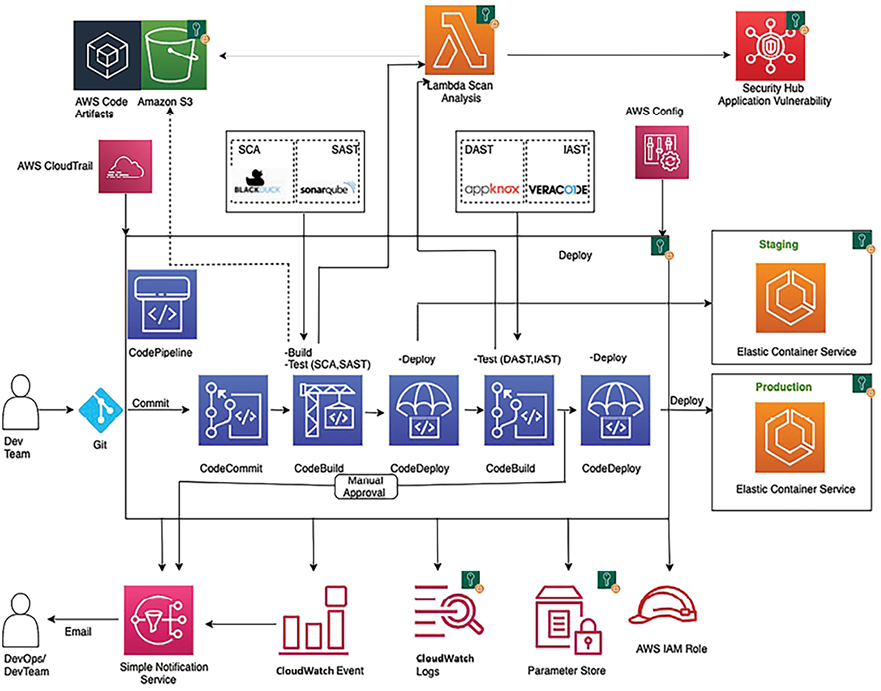 AWS Code
Artifacts
Amazon S3
Lambda Scan
Analysis
Security Hub
Application Vulnerability
AWS CloudTrail
SCA
SAST
BLACKDUCK
sonarqube
DAST
IAST
appknox
VERACODE
AWS Config
Deploy
Staging
Elastic Container Service
CodePipeline
-Build
-Test (SCA,SAST)
-Deploy
-Test (DAST,IAST)
-Deploy
Production
Elastic Container Service
Dev
Team
Git
Commit
Deploy
CodeCommit
CodeBuild
CodeDeploy
CodeBuild
CodeDeploy
Manual
Approval
DevOps/
DevTeam
Email
Simple Notification
Service
CloudWatch Event
CloudWatch
Logs
Parameter Store
AWS IAM Role